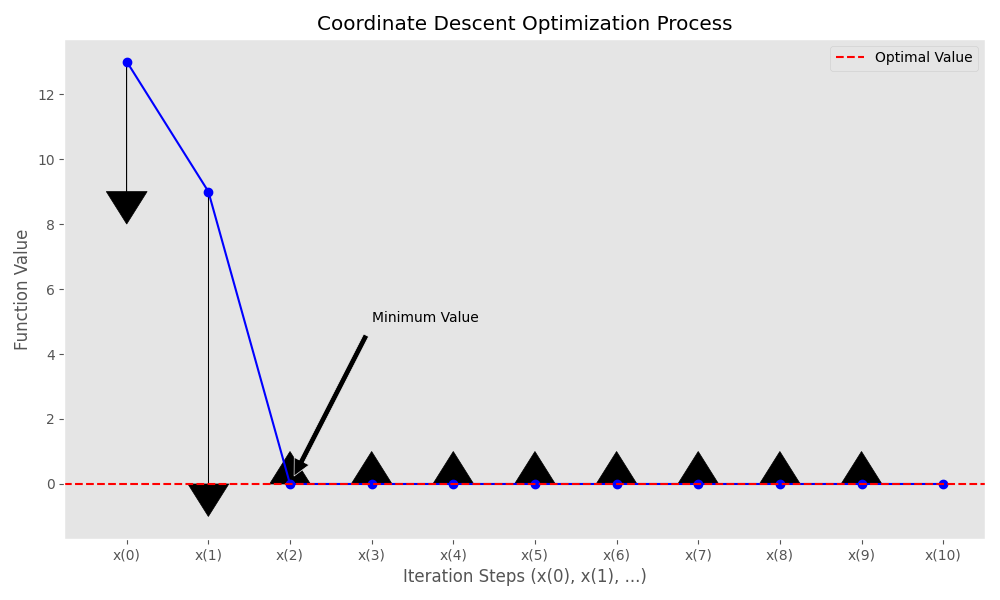 Coordinate Descent Optimization Process
Optimal Value
Function Value
12
10
8
6
4
2
0
Minimum Value
x(0)
x(1)
x(2)
x(3)
x(4)
x(5)
x(6)
x(7)
x(8)
x(9)
x(10)
Iteration Steps (x(0), x(1), ...)